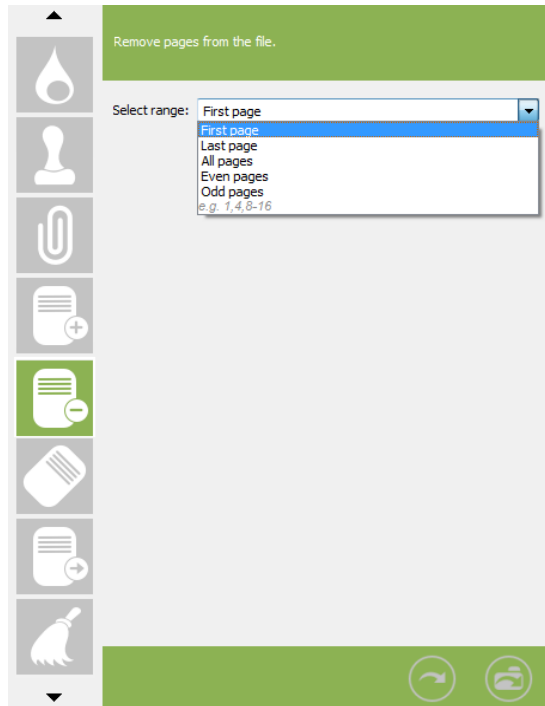 Remove pages from the file.
Select range: First page
First page
Last page
All pages
Even pages
Odd pages
e.g. 1,4,8-16